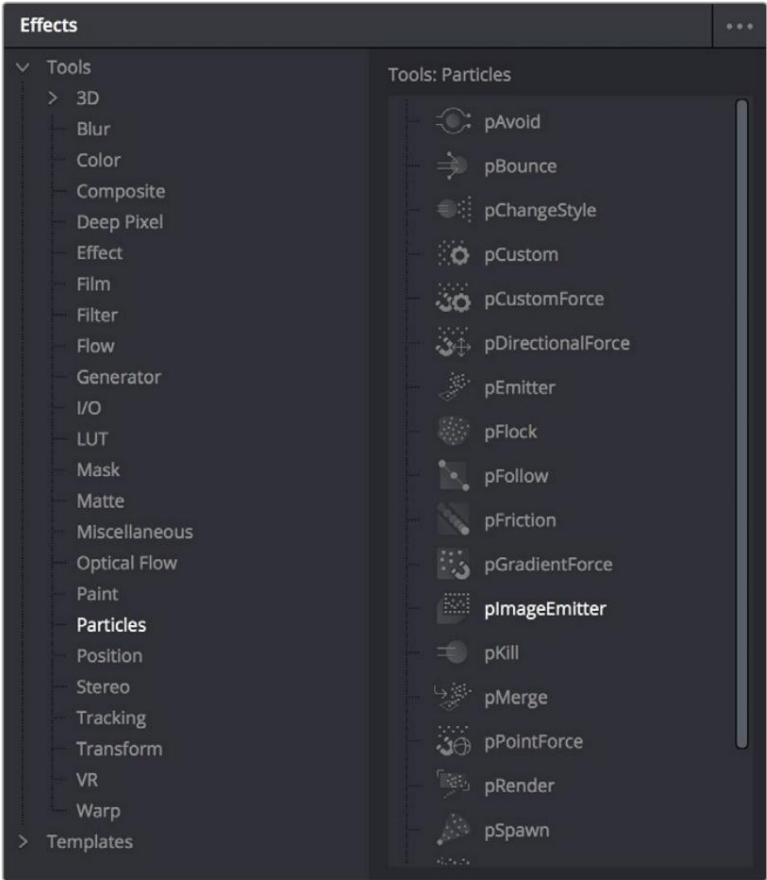 Effects
Tools
3D
Blur
Color
Composite
Deep Pixel
Effect
Film
Filter
Flow
Generator
I/O
LUT
Mask
Matte
Miscellaneous
Optical Flow
Paint
Particles
Position
Stereo
Tracking
Transform
VR
Warp
Templates
Tools: Particles
pAvoid
pBounce
pChangeStyle
pCustom
pCustomForce
pDirectionalForce
pEmitter
pFlock
pFollow
pFriction
pGradientForce
pImageEmitter
pKill
pMerge
pPointForce
pRender
pSpawn